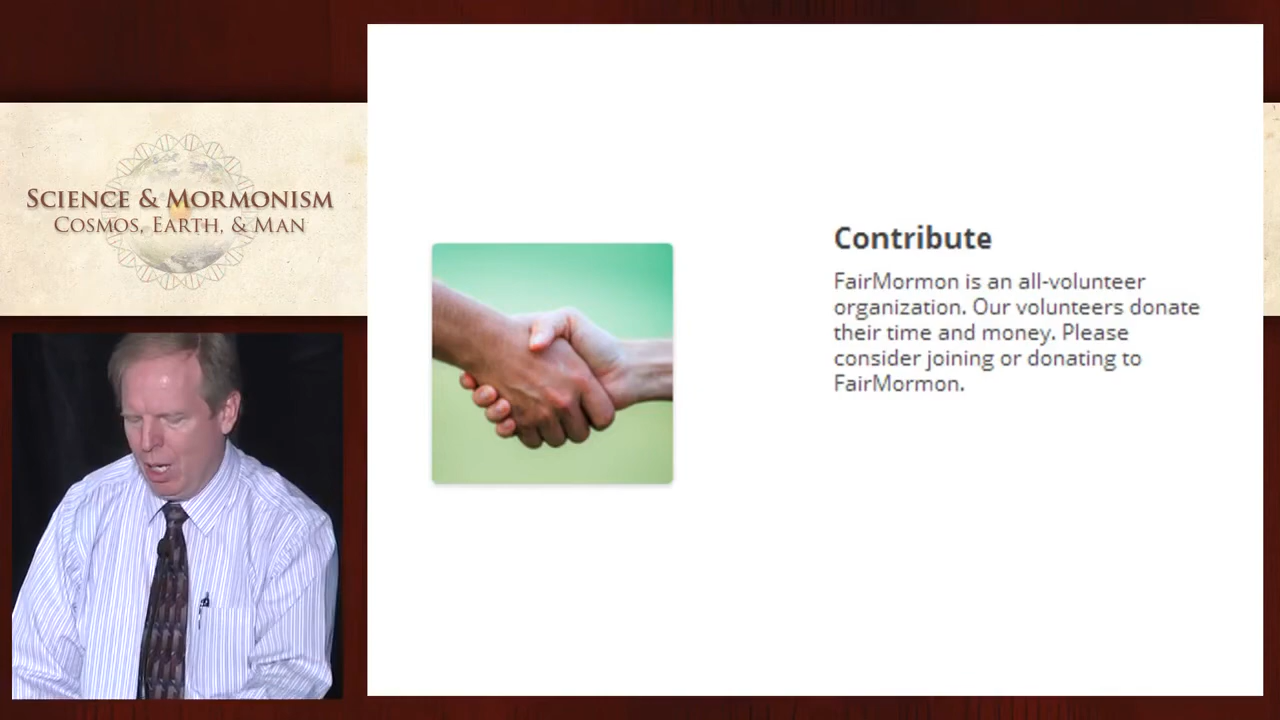 SCIENCE & MORMONISM
COSMOS, EARTH, & MAN
Contribute
FairMormon is an all-volunteer
organization. Our volunteers donate
their time and money. Please
consider joining or donating to
FairMormon.